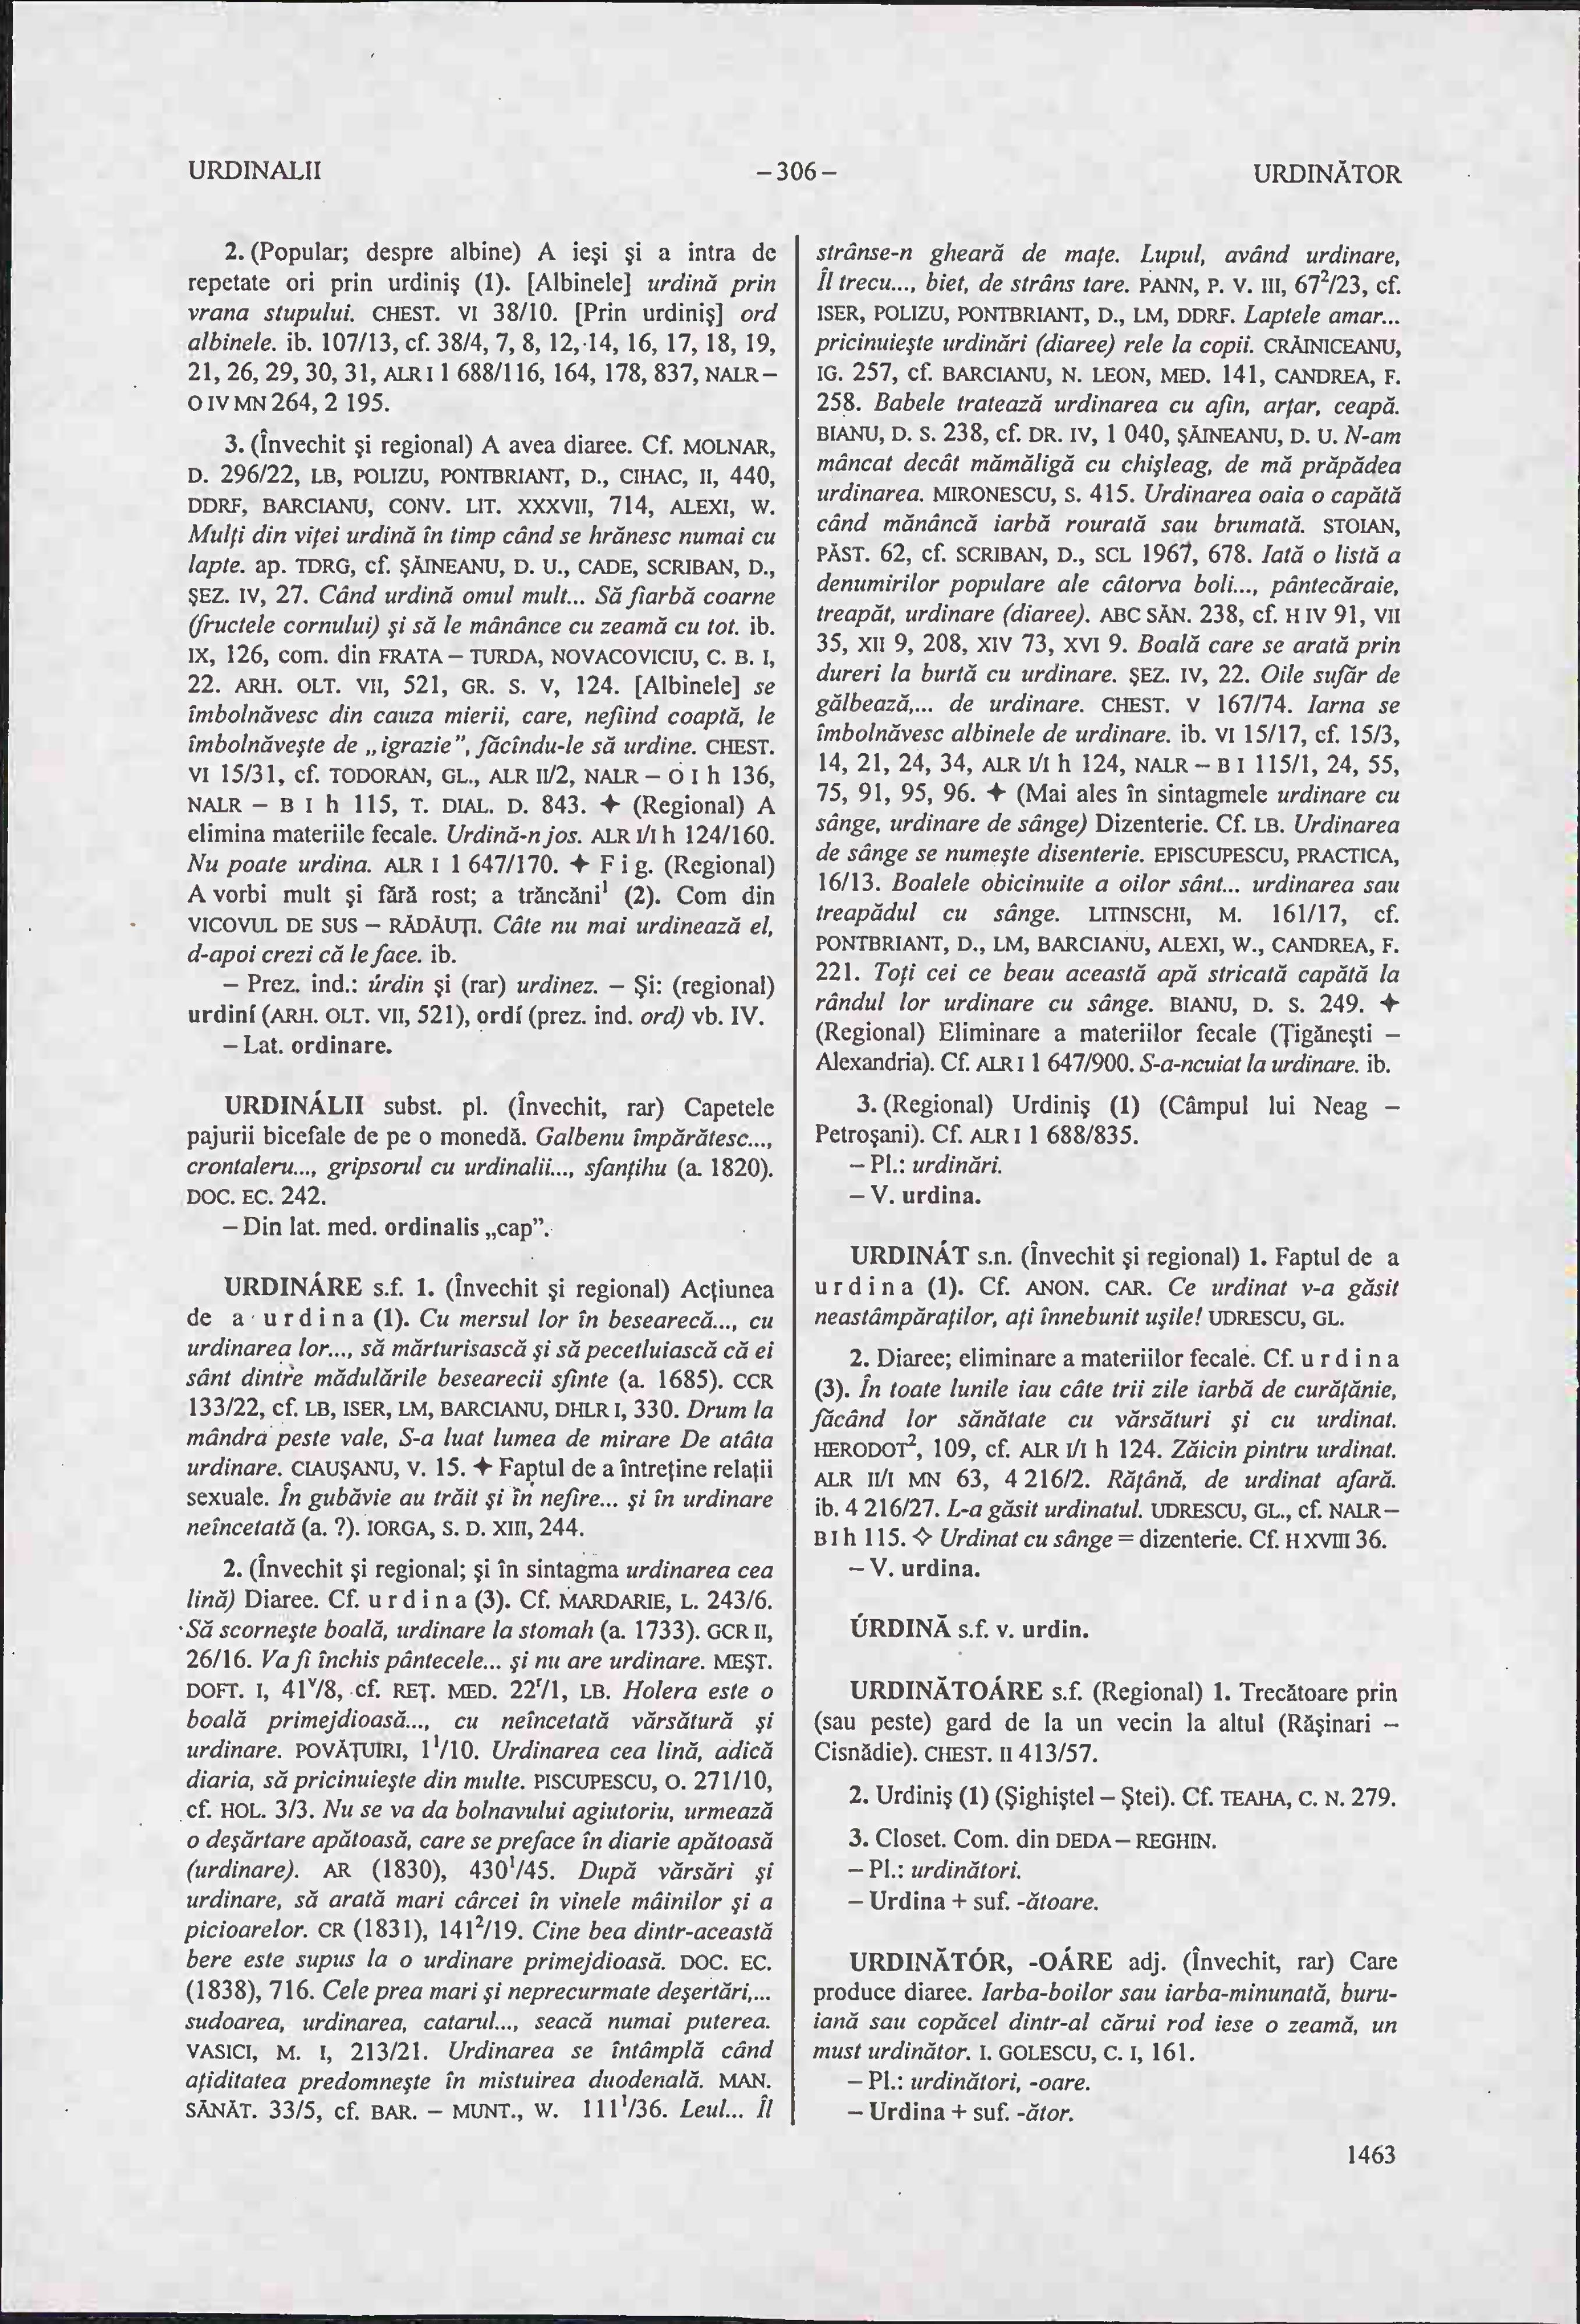 URDINALII
– 306 –
URDINĂTOR
2. (Popular; despre albine) A ieşi şi a intra de
repetate ori prin urdiniş (1). [Albinele] urdină prin
vrana stupului. CHEST. VI 38/10. [Prin urdiniş] ord
albinele. ib. 107/13, cf. 38/4, 7, 8, 12, 14, 16, 17, 18, 19,
21, 26, 29, 30, 31, ALR I 1 688/116, 164, 178, 837, NALR –
O IV MN 264, 2 195.
3. (Învechit şi regional) A avea diaree. Cf. MOLNAR,
D. 296/22, LB, POLIZU, PONTBRIANT, D., CIHAC, II, 440,
DDRF, BARCIANU, CONV. LIT. XXXVII, 714, ALEXI, W.
Mulţi din viţei urdină în timp când se hrănesc numai cu
lapte. ap. TDRG, cf. ŞĂINEANU, D. U., CADE, SCRIBAN, D.,
ŞEZ. IV, 27. Când urdină omul mult... Să fiarbă coarne
(fructele cornului) şi să le mânânce cu zeamă cu tot. ib.
IX, 126, com. din FRATA – TURDA, NOVACOVICIU, C. B. I,
22. ARH. OLT. VII, 521, GR. S. V, 124. [Albinele] se
îmbolnăvesc din cauza mierii, care, nefiind coaptă, le
îmbolnăveşte de „igrazie”, făcîndu-le să urdine. CHEST.
VI 15/31, cf. TODORAN, GL., ALR II/2, NALR – O I h 136,
NALR – B I h 115, T. DIAL. D. 843. ✦ (Regional) A
elimina materiile fecale. Urdină-n jos. ALR I/I h 124/160.
Nu poate urdina. ALR I 1 647/170. ✦ F i g. (Regional)
A vorbi mult şi fără rost; a trăncăni¹ (2). Com din
VICOVUL DE SUS – RĂDĂUŢI. Câte nu mai urdinează el,
d-apoi crezi că le face. ib.
– Prez. ind.: úrdin şi (rar) urdinez. – Şi: (regional)
urdiní (ARH. OLT. VII, 521), ordí (prez. ind. ord) vb. IV.
– Lat. ordinare.
URDINÁLII subst. pl. (Învechit, rar) Capetele
pajurii bicefale de pe o monedă. Galbenu împărătesc...,
crontaleru..., gripsorul cu urdinalii..., sfanţihu (a. 1820).
DOC. EC. 242.
– Din lat. med. ordinalis „cap”.
URDINÁRE s.f. 1. (Învechit şi regional) Acţiunea
de a u r d i n a (1). Cu mersul lor în besearecă..., cu
urdinarea lor..., să mărturisască şi să pecetluiască că ei
sânt dintre mădulările besearecii sfinte (a. 1685). CCR
133/22, cf. LB, ISER, LM, BARCIANU, DHLR I, 330. Drum la
mândra peste vale, S-a luat lumea de mirare De atâta
urdinare. CIAUŞANU, V. 15. ✦ Faptul de a întreţine relaţii
sexuale. În gubăvie au trăit şi în nefire... şi în urdinare
neîncetată (a. ?). IORGA, S. D. XIII, 244.
2. (Învechit şi regional; şi în sintagma urdinarea cea
lină) Diaree. Cf. u r d i n a (3). Cf. MARDARIE, L. 243/6.
Să scorneşte boală, urdinare la stomah (a. 1733). GCR II,
26/16. Va fi închis pântecele... şi nu are urdinare. MEŞT.
DOFT. I, 41ᵛ/8, cf. REŢ. MED. 22ʳ/1, LB. Holera este o
boală primejdioasă..., cu neîncetată vărsătură şi
urdinare. POVĂŢUIRI, 1¹/10. Urdinarea cea lină, adică
diaria, să pricinuieşte din multe. PISCUPESCU, O. 271/10,
cf. HOL. 3/3. Nu se va da bolnavului agiutoriu, urmează
o deşărtare apătoasă, care se preface în diarie apătoasă
(urdinare). AR (1830), 430¹/45. După vărsări şi
urdinare, să arată mari cârcei în vinele mâinilor şi a
picioarelor. CR (1831), 141²/19. Cine bea dintr-această
bere este supus la o urdinare primejdioasă. DOC. EC.
(1838), 716. Cele prea mari şi neprecurmate deşertări,...
sudoarea, urdinarea, catarul..., seacă numai puterea.
VASICI, M. I, 213/21. Urdinarea se întâmplă când
aţiditatea predomneşte în mistuirea duodenală. MAN.
SĂNĂT. 33/5, cf. BAR. – MUNT., W. 111¹/36. Leul... Îl
strânse-n gheară de maţe. Lupul, având urdinare,
Îl trecu..., biet, de strâns tare. PANN, P. V. III, 67²/23, cf.
ISER, POLIZU, PONTBRIANT, D., LM, DDRF. Laptele amar...
pricinuieşte urdinări (diaree) rele la copii. CRĂINICEANU,
IG. 257, cf. BARCIANU, N. LEON, MED. 141, CANDREA, F.
258. Babele tratează urdinarea cu afin, arţar, ceapă.
BIANU, D. S. 238, cf. DR. IV, 1 040, ŞĂINEANU, D. U. N-am
mâncat decât mămăligă cu chişleag, de mă prăpădea
urdinarea. MIRONESCU, S. 415. Urdinarea oaia o capătă
când mănâncă iarbă rourată sau brumată. STOIAN,
PĂST. 62, cf. SCRIBAN, D., SCL 1967, 678. Iată o listă a
denumirilor populare ale câtorva boli..., pântecăraie,
treapăt, urdinare (diaree). ABC SĂN. 238, cf. H IV 91, VII
35, XII 9, 208, XIV 73, XVI 9. Boală care se arată prin
dureri la burtă cu urdinare. ŞEZ. IV, 22. Oile sufăr de
gălbează,... de urdinare. CHEST. V 167/74. Iarna se
îmbolnăvesc albinele de urdinare. ib. VI 15/17, cf. 15/3,
14, 21, 24, 34, ALR I/I h 124, NALR – B I 115/1, 24, 55,
75, 91, 95, 96. ✦ (Mai ales în sintagmele urdinare cu
sânge, urdinare de sânge) Dizenterie. Cf. LB. Urdinarea
de sânge se numeşte disenterie. EPISCUPESCU, PRACTICA,
16/13. Boalele obicinuite a oilor sânt... urdinarea sau
treapădul cu sânge. LITINSCHI, M. 161/17, cf.
PONTBRIANT, D., LM, BARCIANU, ALEXI, W., CANDREA, F.
221. Toţi cei ce beau această apă stricată capătă la
rândul lor urdinare cu sânge. BIANU, D. S. 249. ✦
(Regional) Eliminare a materiilor fecale (Ţigăneşti –
Alexandria). Cf. ALR I 1 647/900. S-a-ncuiat la urdinare. ib.
3. (Regional) Urdiniş (1) (Câmpul lui Neag –
Petroşani). Cf. ALR I 1 688/835.
– Pl.: urdinări.
– V. urdina.
URDINÁT s.n. (Învechit şi regional) 1. Faptul de a
u r d i n a (1). Cf. ANON. CAR. Ce urdinat v-a găsit
neastâmpăraţilor, aţi înnebunit uşile! UDRESCU, GL.
2. Diaree; eliminare a materiilor fecale. Cf. u r d i n a
(3). În toate lunile iau câte trii zile iarbă de curăţănie,
făcând lor sănătate cu vărsături şi cu urdinat.
HERODOT², 109, cf. ALR I/I h 124. Zăicin pintru urdinat.
ALR II/I MN 63, 4 216/2. Răţână, de urdinat afară.
ib. 4 216/27. L-a găsit urdinatul. UDRESCU, GL., cf. NALR –
B I h 115. ✧ Urdinat cu sânge = dizenterie. Cf. H XVIII 36.
– V. urdina.
ÚRDINĂ s.f. v. urdin.
URDINĂTOÁRE s.f. (Regional) 1. Trecătoare prin
(sau peste) gard de la un vecin la altul (Răşinari –
Cisnădie). CHEST. II 413/57.
2. Urdiniş (1) (Şighiştel – Ştei). Cf. TEAHA, C. N. 279.
3. Closet. Com. din DEDA – REGHIN.
– Pl.: urdinători.
– Urdina + suf. -ătoare.
URDINĂTÓR, -OÁRE adj. (Învechit, rar) Care
produce diaree. Iarba-boilor sau iarba-minunată, buru-
iană sau copăcel dintr-al cărui rod iese o zeamă, un
must urdinător. I. GOLESCU, C. I, 161.
– Pl.: urdinători, -oare.
– Urdina + suf. -ător.
1463